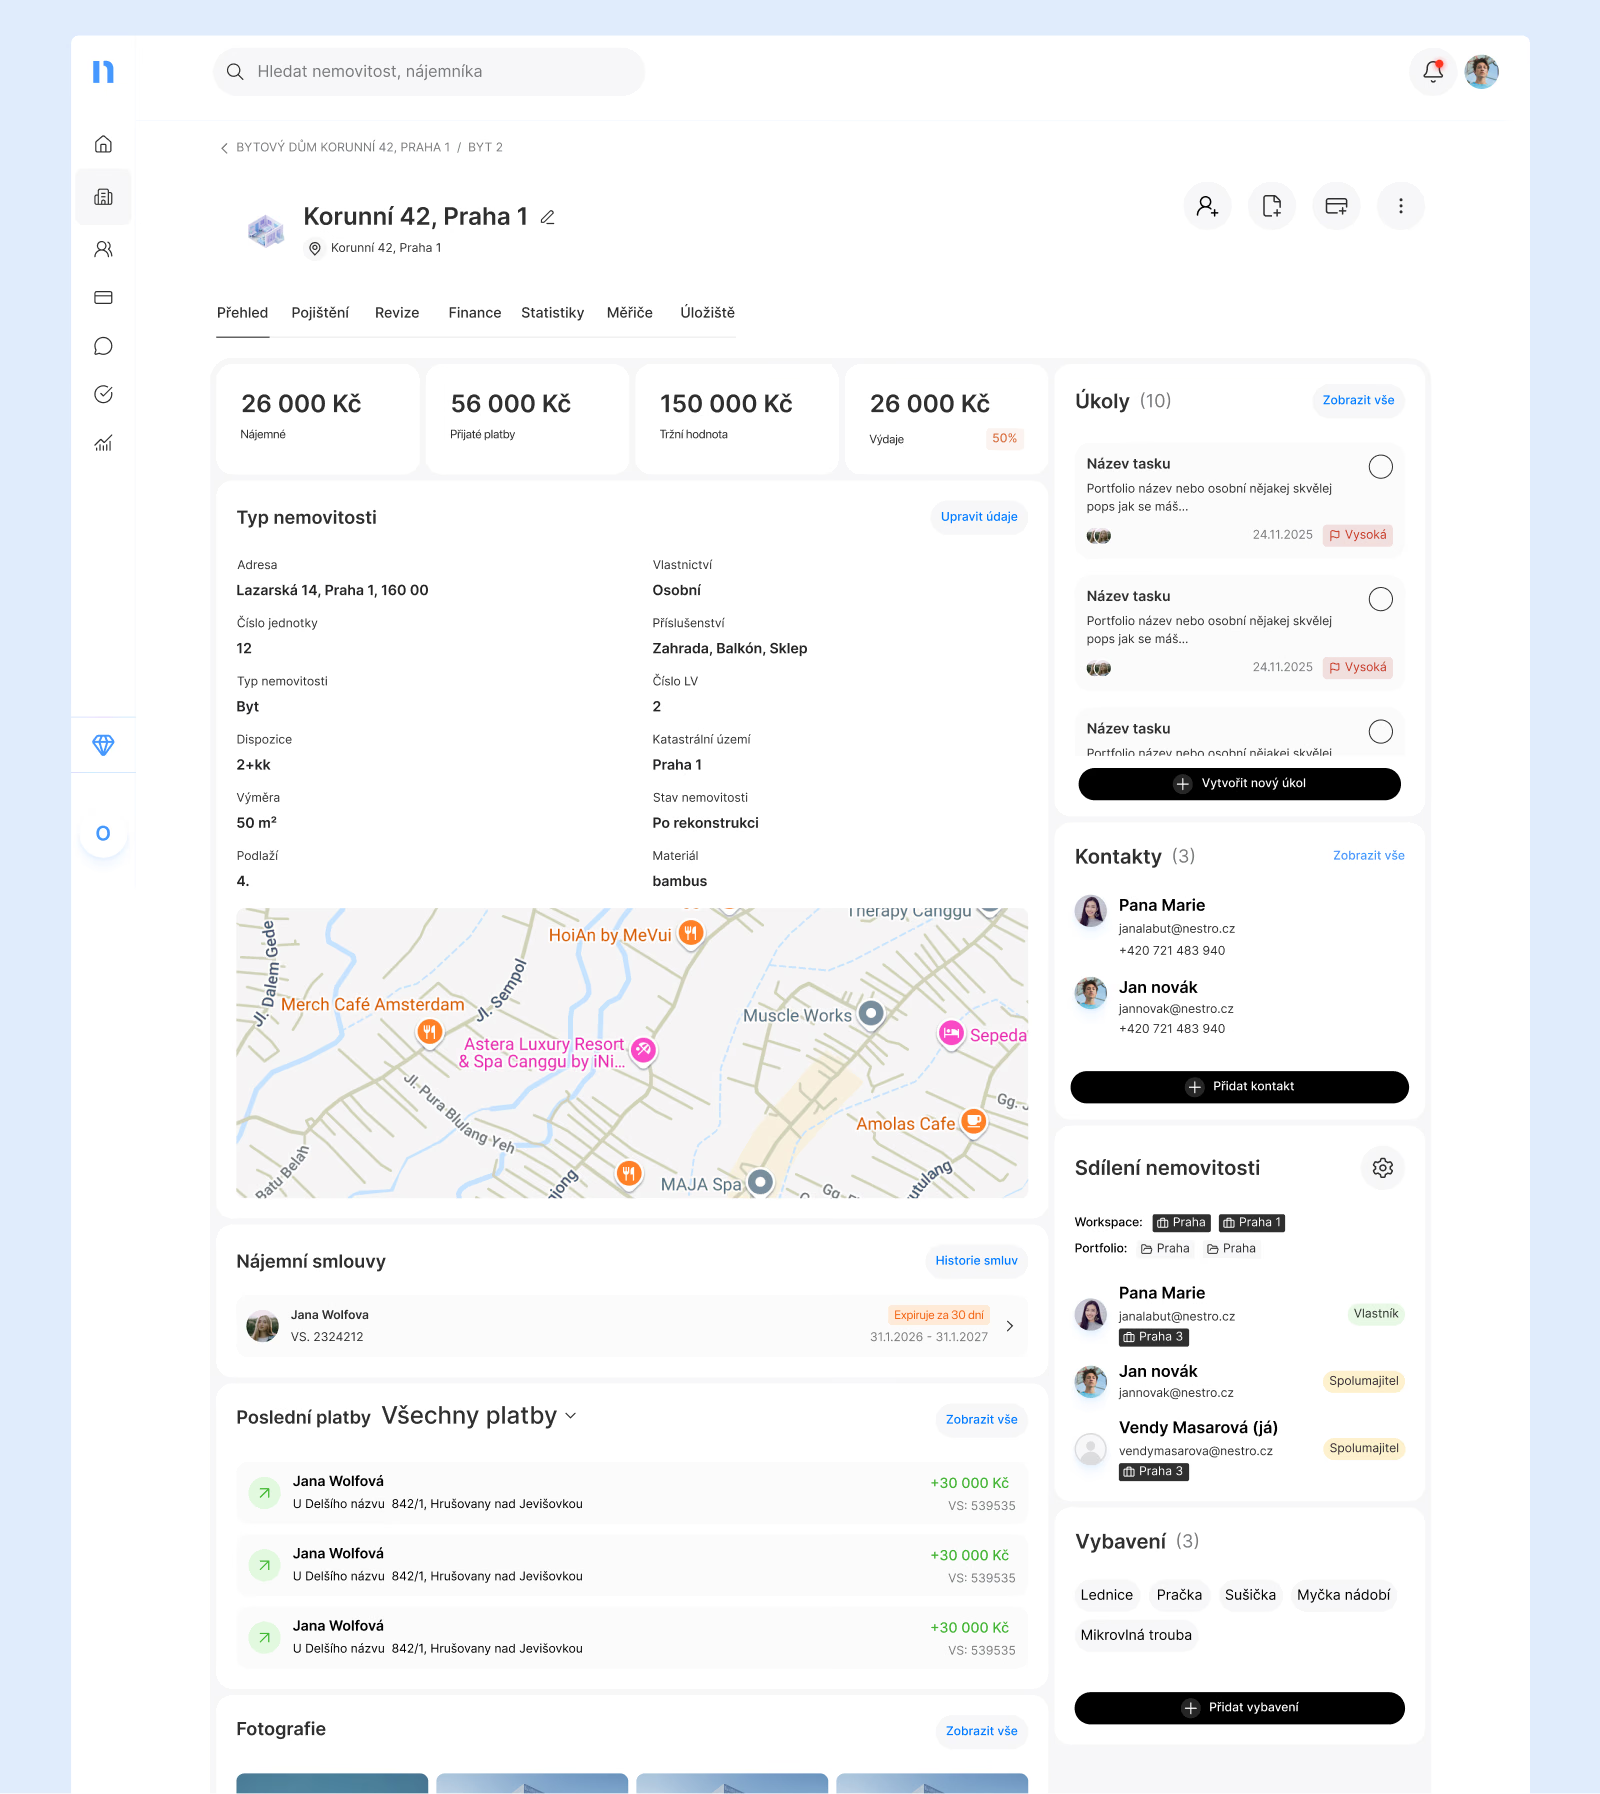 n
Hledat nemovitost, nájemníka
BYTOVÝ DŮM KORUNNÍ 42, PRAHA 1 / BYT 2
Korunní 42, Praha 1
Korunní 42, Praha 1
Přehled
Pojištění
Revize
Finance
Statistiky
Měřiče
Úložiště
26 000 Kč
Nájemné
56 000 Kč
Přijaté platby
150 000 Kč
Tržní hodnota
26 000 Kč
Výdaje
50%
Typ nemovitosti
Upravit údaje
Adresa
Lazarská 14, Praha 1, 160 00
Číslo jednotky
12
Typ nemovitosti
Byt
Dispozice
2+kk
Výměra
50 m²
Podlaží
4.
Vlastnictví
Osobní
Příslušenství
Zahrada, Balkón, Sklep
Číslo LV
2
Katastrální území
Praha 1
Stav nemovitosti
Po rekonstrukci
Materiál
bambus
Therapy Canggu
HoiAn by MeVui
Jl. Dalem Gede
Merch Café Amsterdam
Jl. Sempol
Muscle Works
Astera Luxury Resort
& Spa Canggu by iNi...
Sepeda
Jl. Pura Blulang Yeh
Gg. J
Amolas Cafe
Batu Belah
MAJA Spa
Gg.
utulang
jong
Nájemní smlouvy
Historie smluv
Jana Wolfova
VS. 2324212
Expiruje za 30 dní
31.1.2026 - 31.1.2027
Poslední platby
Všechny platby
Zobrazit vše
Jana Wolfová
U Delšího názvu 842/1, Hrušovany nad Jevišovkou
+30 000 Kč
VS: 539535
Jana Wolfová
U Delšího názvu 842/1, Hrušovany nad Jevišovkou
+30 000 Kč
VS: 539535
Jana Wolfová
U Delšího názvu 842/1, Hrušovany nad Jevišovkou
+30 000 Kč
VS: 539535
Fotografie
Zobrazit vše
Úkoly (10)
Zobrazit vše
Název tasku
Portfolio název nebo osobní nějakej skvělej
pops jak se máš...
24.11.2025
Vysoká
Název tasku
Portfolio název nebo osobní nějakej skvělej
pops jak se máš...
24.11.2025
Vysoká
Název tasku
Portfolio název nebo osobní nějakej skvělej
Vytvořit nový úkol
Kontakty (3)
Zobrazit vše
Pana Marie
janalabut@nestro.cz
+420 721 483 940
Jan novák
jannovak@nestro.cz
+420 721 483 940
Přidat kontakt
Sdílení nemovitosti
Workspace: Praha Praha 1
Portfolio: Praha Praha
Pana Marie
janalabut@nestro.cz
Praha 3
Vlastník
Jan novák
jannovak@nestro.cz
Spolumajitel
Vendy Masarová (já)
vendymasarova@nestro.cz
Praha 3
Spolumajitel
Vybavení (3)
Lednice
Pračka
Sušička
Myčka nádobí
Mikrovlná trouba
Přidat vybavení
O